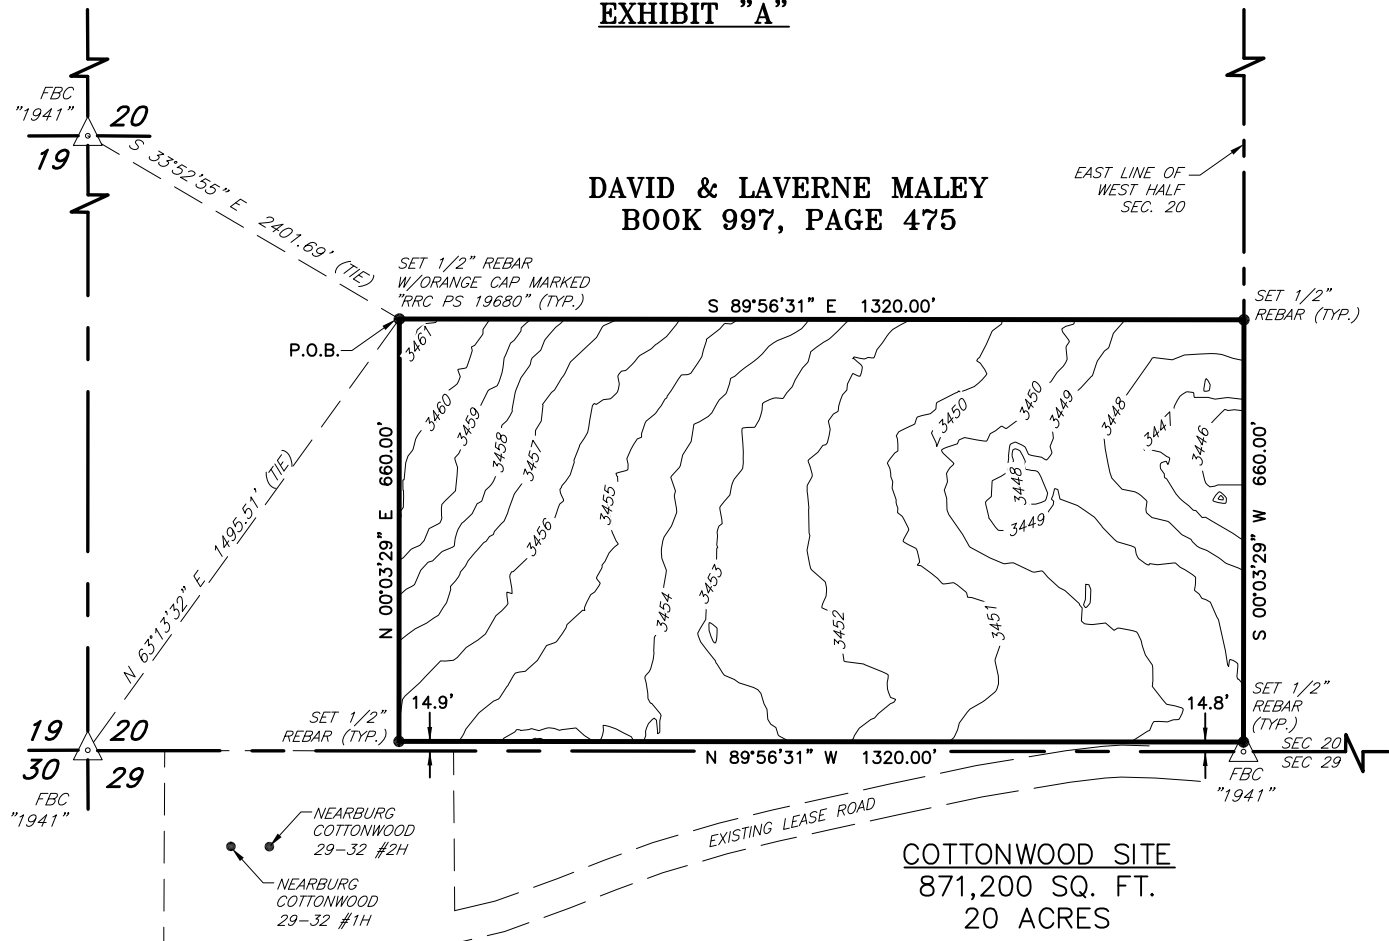 EXHIBIT "A"
FBC
"1941"
20
19
S 33°52'55" E 2401.69' (TIE)
DAVID & LAVERNE MALEY
BOOK 997, PAGE 475
EAST LINE OF
WEST HALF
SEC. 20
SET 1/2" REBAR
W/ORANGE CAP MARKED
"RRC PS 19680" (TYP.)
S 89°56'31" E 1320.00'
SET 1/2"
REBAR (TYP.)
P.O.B.
3461
3460
3459
3458
3457
3456
3455
3454
3453
3452
3451
3450
3450
3449
3448
3447
3446
3448
3449
N 00°03'29" E 660.00'
S 00°03'29" W 660.00'
N 63°13'32" E 1495.51' (TIE)
14.9'
14.8'
SET 1/2"
REBAR (TYP.)
SET 1/2"
REBAR
(TYP.)
19
20
30
29
FBC
"1941"
N 89°56'31" W 1320.00'
SEC 20
SEC 29
FBC
"1941"
NEARBURG
COTTONWOOD
29-32 #2H
NEARBURG
COTTONWOOD
29-32 #1H
EXISTING LEASE ROAD
COTTONWOOD SITE
871,200 SQ. FT.
20 ACRES